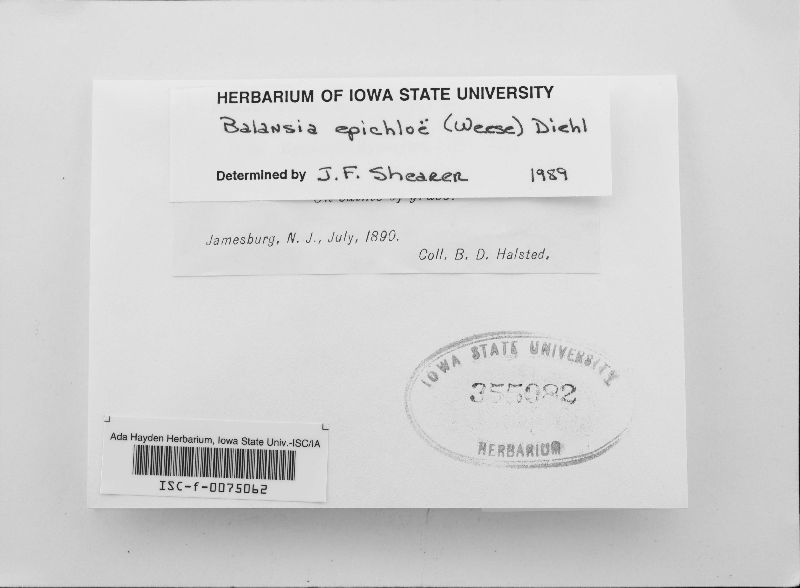 HERBARIUM OF IOWA STATE UNIVERSITY
Balansia epichloë (Weese) Diehl
Determined by J.F. Shearer 1989
Jamesburg, N. J., July, 1890.
Coll. B. D. Halsted.
IOWA STATE UNIVERSITY
355082
HERBARIUM
Ada Hayden Herbarium, Iowa State Univ.-ISC/IA
ISC-f-0075062